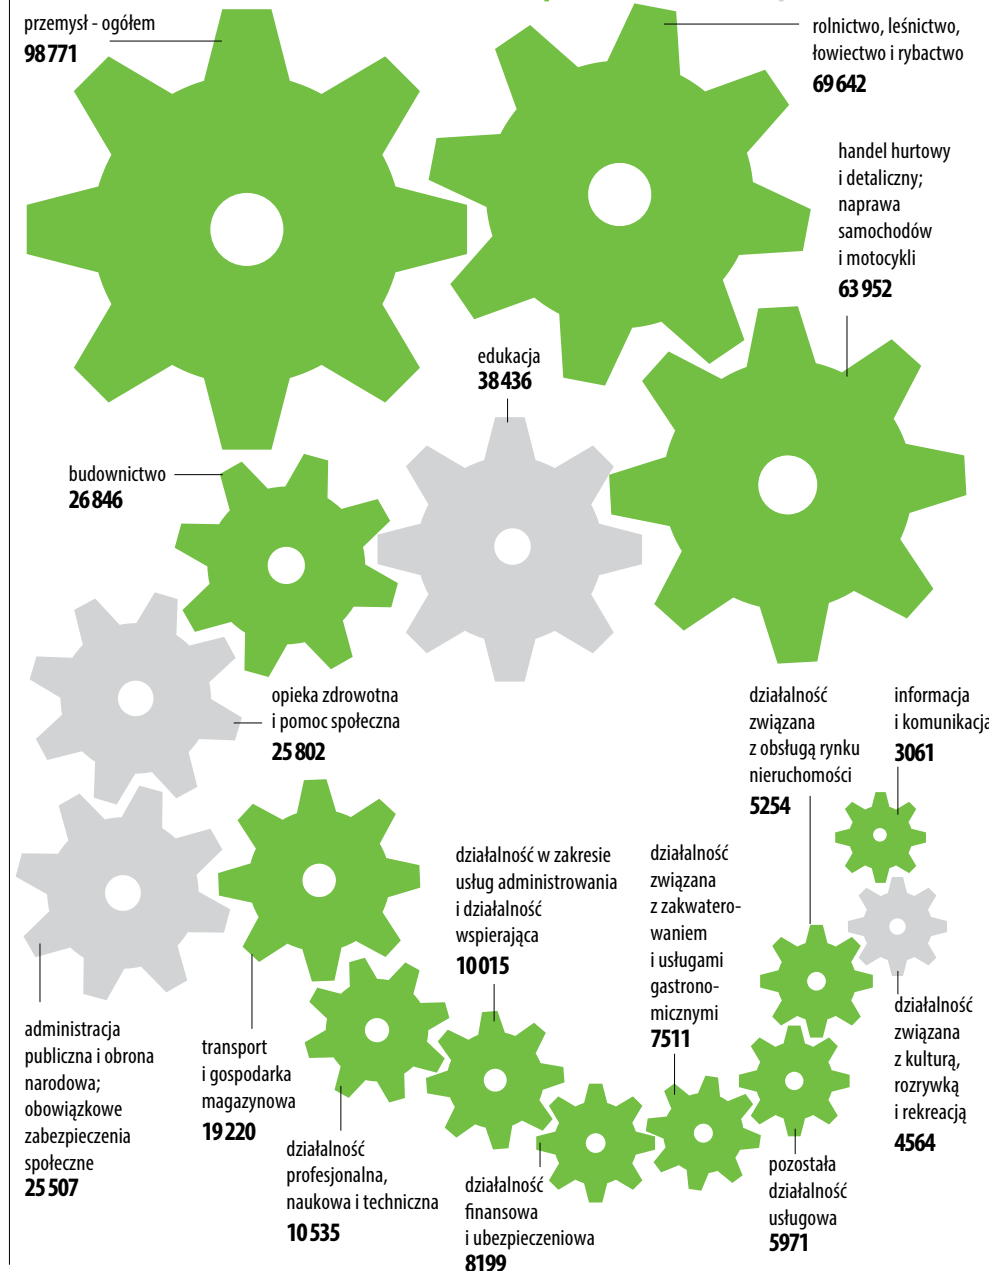 przemysł - ogółem
98 771
rolnictwo, leśnictwo,
łowiectwo i rybactwo
69 642
handel hurtowy
i detaliczny;
naprawa
samochodów
i motocykli
63 952
edukacja
38 436
budownictwo
26 846
opieka zdrowotna
i pomoc społeczna
25 802
działalność
związana
z obsługą rynku
nieruchomości
5254
informacja
i komunikacja
3061
działalność w zakresie
usług administrowania
i działalność
wspierająca
10 015
działalność
związana
z zakwatero-
waniem
i usługami
gastrono-
micznymi
7511
administracja
publiczna i obrona
narodowa;
obowiązkowe
zabezpieczenia
społeczne
25 507
transport
i gospodarka
magazynowa
19 220
działalność
profesjonalna,
naukowa i techniczna
10 535
działalność
finansowa
i ubezpieczeniowa
8199
pozostała
działalność
usługowa
5971
działalność
związana
z kulturą,
rozrywką
i rekreacją
4564